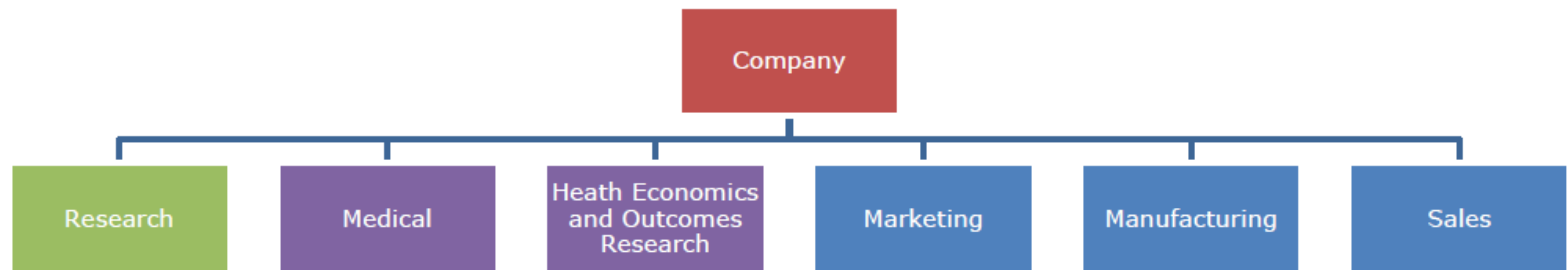 Company
Research
Medical
Heath Economics
and Outcomes
Research
Marketing
Manufacturing
Sales